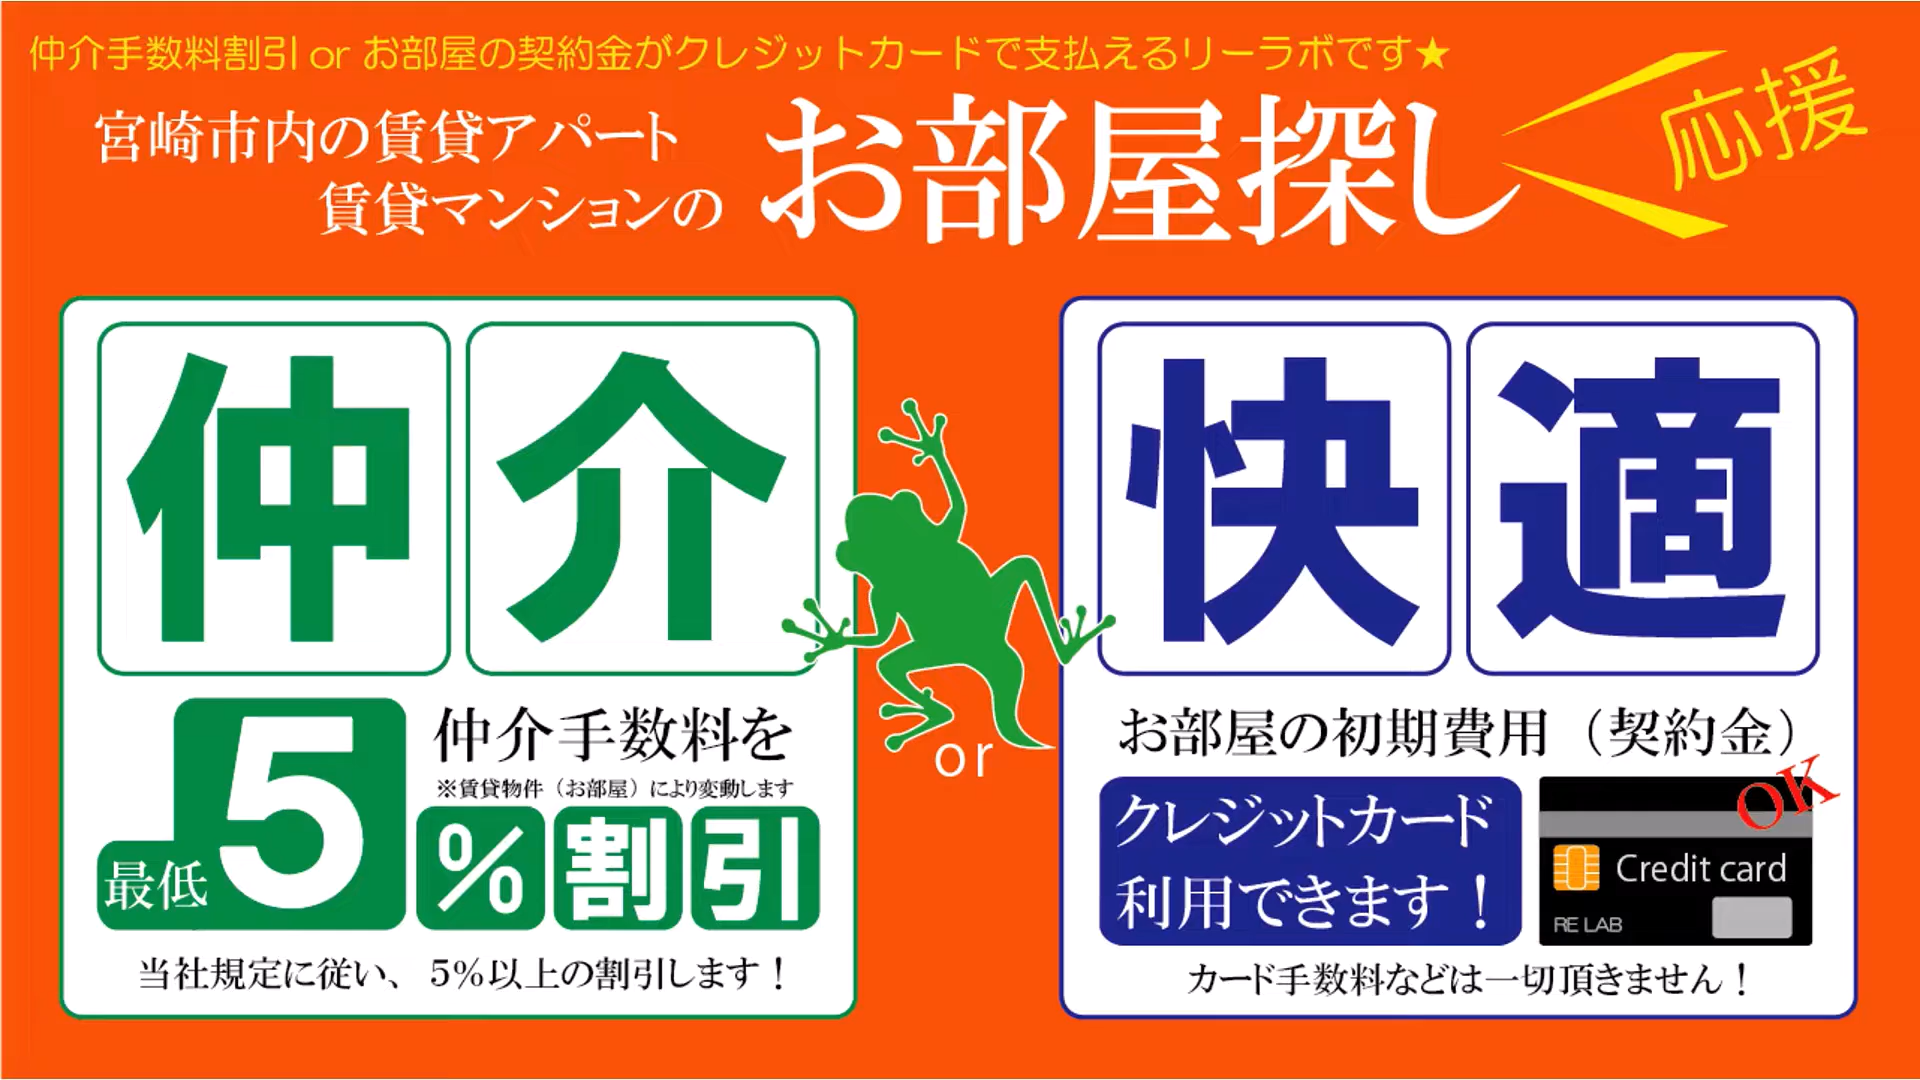 仲介手数料割引 or お部屋の契約金がクレジットカードで支払えるリーラボです★
宮崎市内の賃貸アパート
賃貸マンションの
お部屋探し
応援
仲介
仲介手数料を
※賃貸物件（お部屋）により変動します
最低5%割引
当社規定に従い、5%以上の割引します！
or
快適
お部屋の初期費用（契約金）
クレジットカード
利用できます！
OK
Credit card
RE LAB
カード手数料などは一切頂きません！